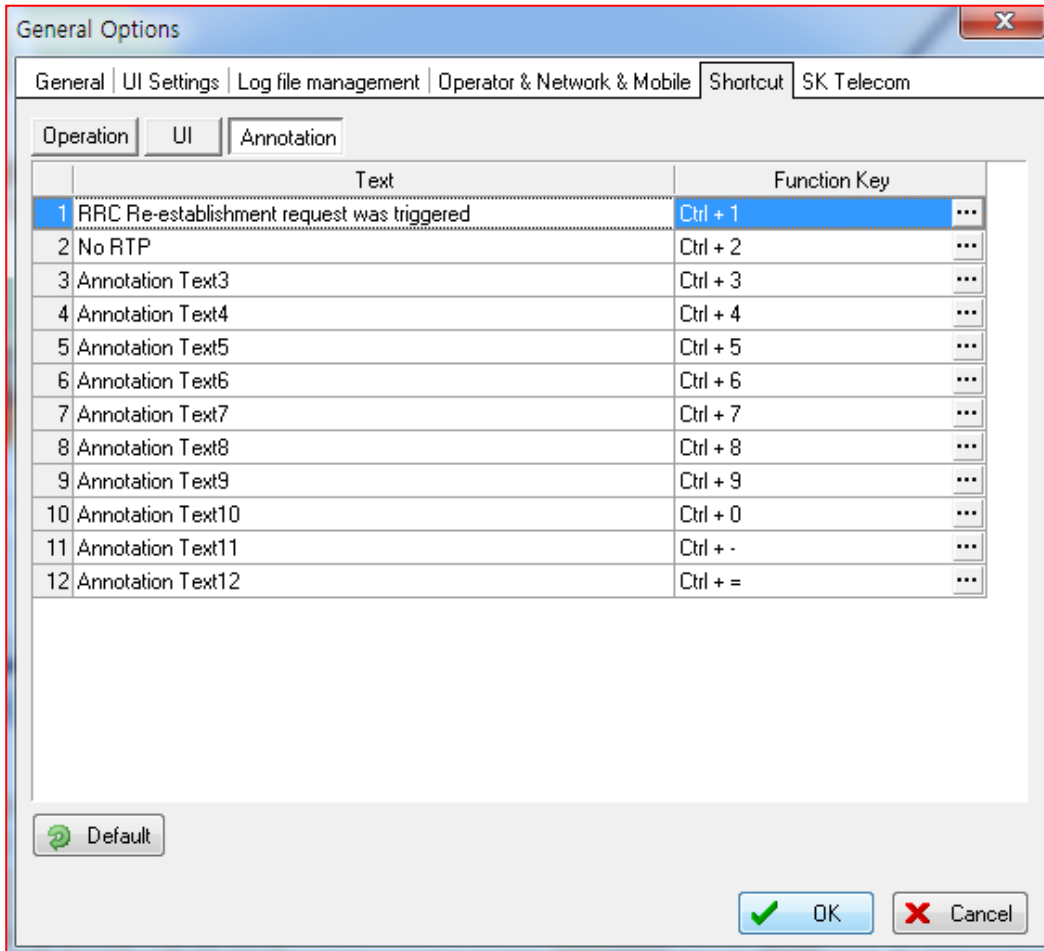 General Options
General UI Settings Log file management Operator & Network & Mobile Shortcut SK Telecom
Operation UI Annotation
Text Function Key
1 RRC Re-establishment request was triggered Ctrl + 1 ...
2 No RTP Ctrl + 2 ...
3 Annotation Text3 Ctrl + 3 ...
4 Annotation Text4 Ctrl + 4 ...
5 Annotation Text5 Ctrl + 5 ...
6 Annotation Text6 Ctrl + 6 ...
7 Annotation Text7 Ctrl + 7 ...
8 Annotation Text8 Ctrl + 8 ...
9 Annotation Text9 Ctrl + 9 ...
10 Annotation Text10 Ctrl + 0 ...
11 Annotation Text11 Ctrl + - ...
12 Annotation Text12 Ctrl + = ...
Default
OK Cancel